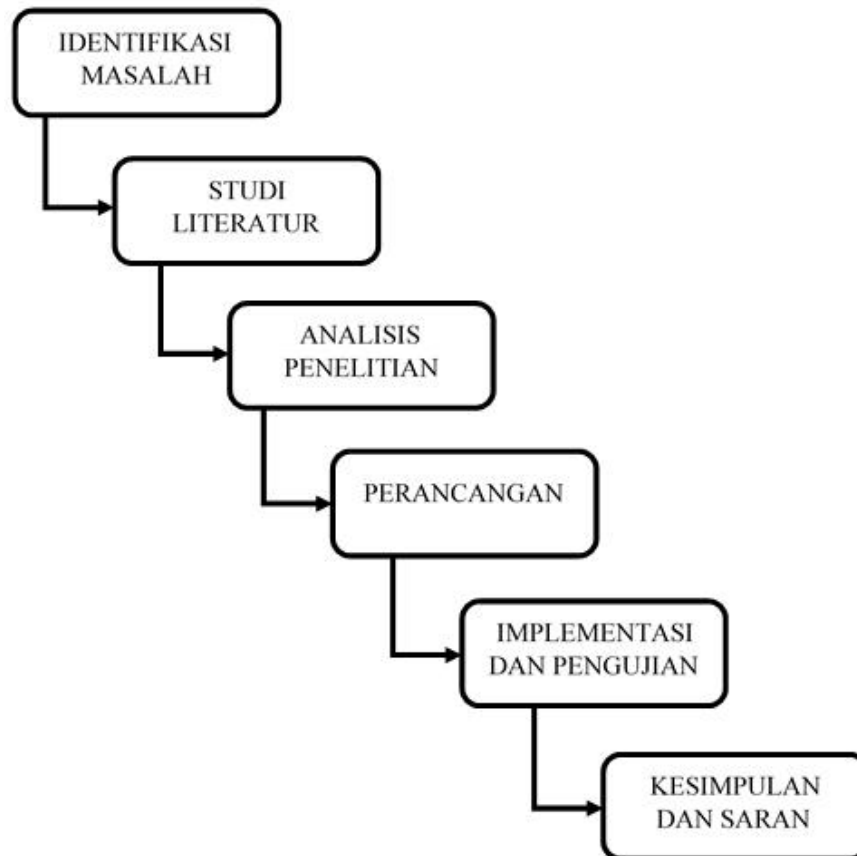 IDENTIFIKASI
MASALAH
STUDI
LITERATUR
ANALISIS
PENELITIAN
PERANCANGAN
IMPLEMENTASI
DAN PENGUJIAN
KESIMPULAN
DAN SARAN